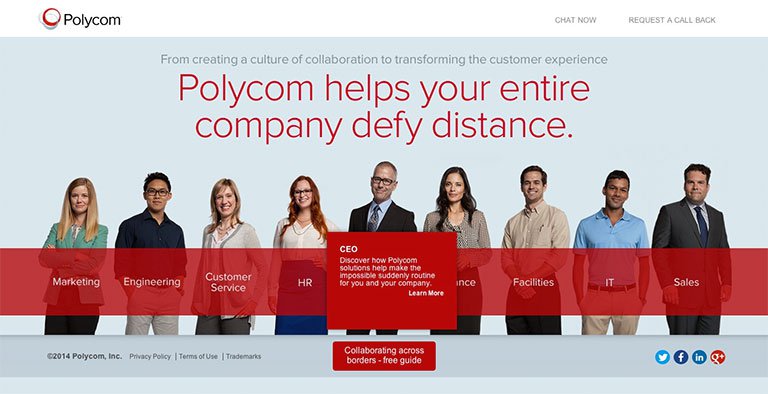 Polycom
CHAT NOW
REQUEST A CALL BACK
From creating a culture of collaboration to transforming the customer experience
Polycom helps your entire
company defy distance.
Marketing
Engineering
Customer
Service
HR
CEO
Discover how Polycom
solutions help make the
impossible suddenly routine
for you and your company.
Learn More
Facilities
IT
Sales
©2014 Polycom, Inc.
Privacy Policy | Terms of Use | Trademarks
Collaborating across
borders - free guide